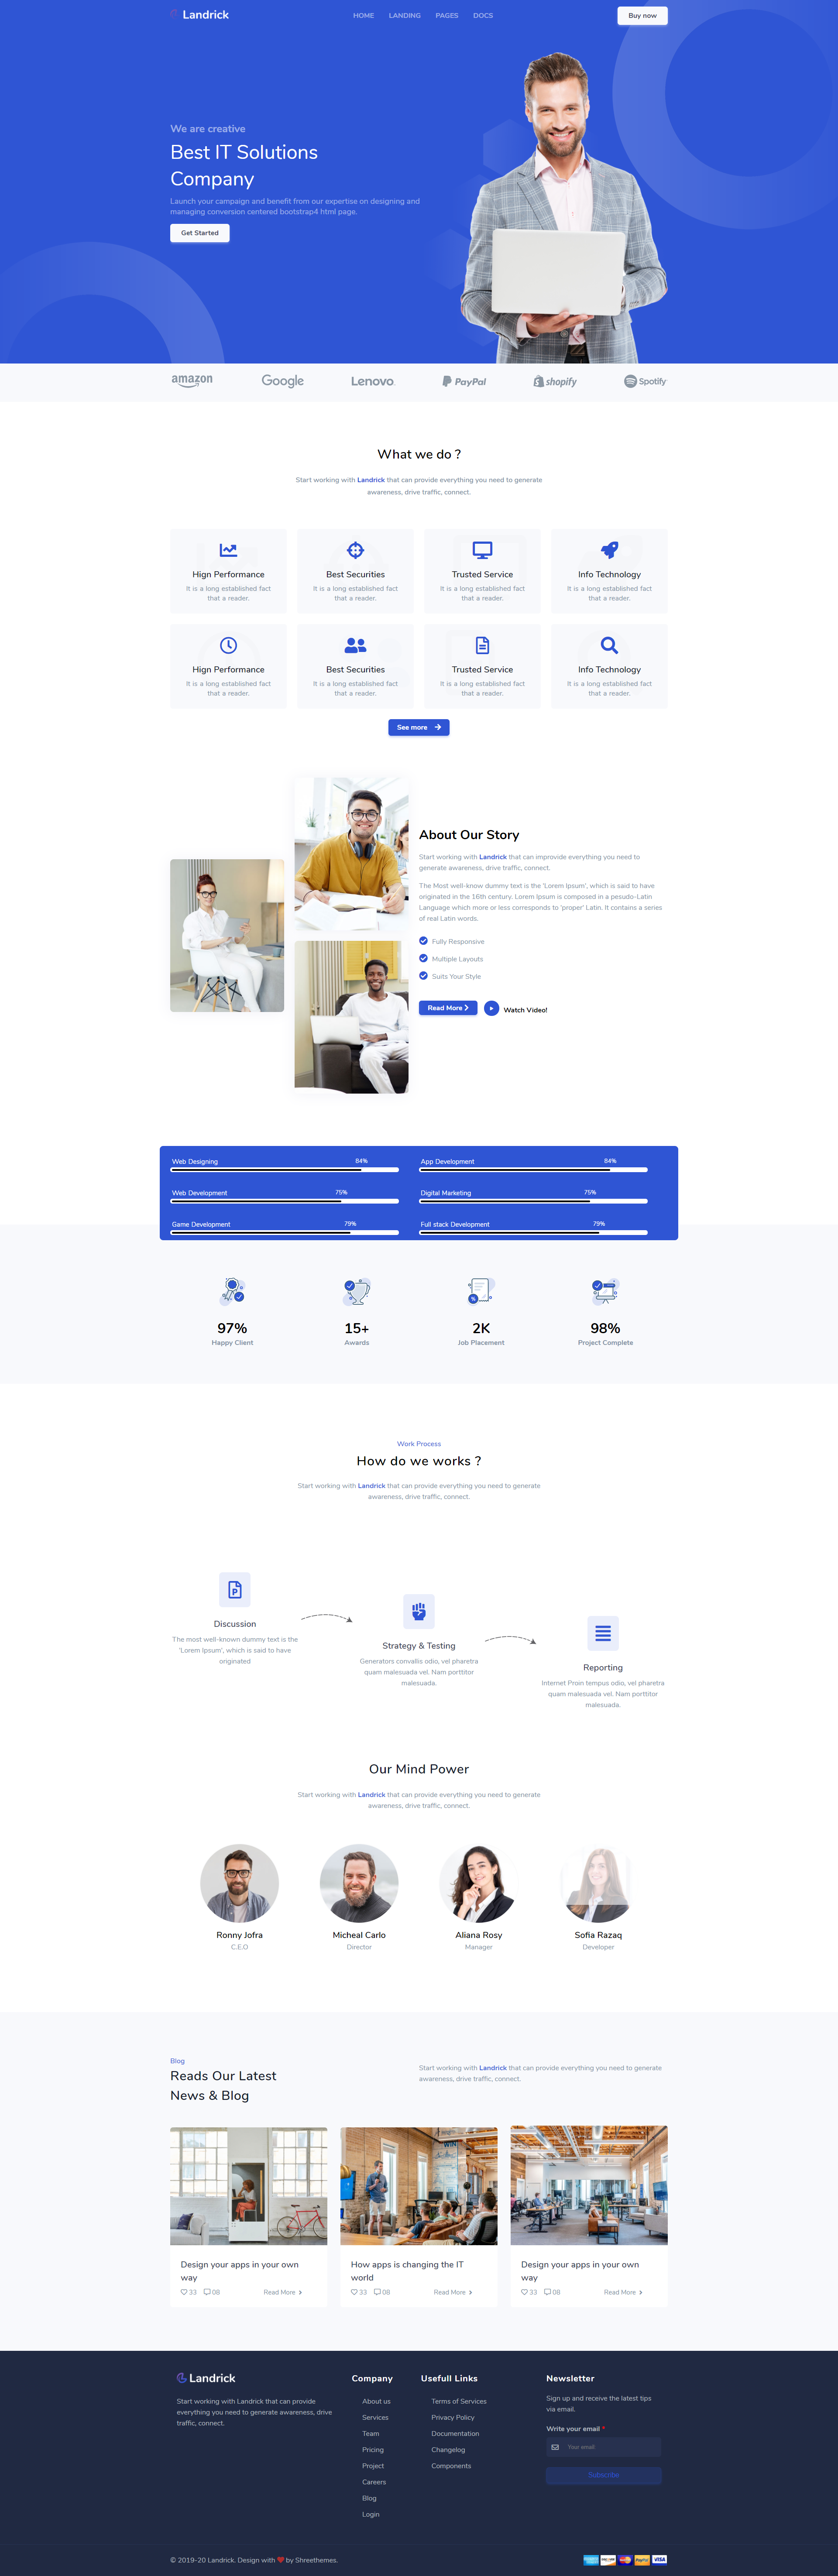 Landrick
HOME LANDING PAGES DOCS
Buy now
We are creative
Best IT Solutions
Company
Launch your campaign and benefit from our expertise on designing and
managing conversion centered bootstrap4 html page.
Get Started
amazon Google Lenovo PayPal shopify Spotify
What we do ?
Start working with Landrick that can provide everything you need to generate
awareness, drive traffic, connect.
Hign Performance
It is a long established fact
that a reader.
Best Securities
It is a long established fact
that a reader.
Trusted Service
It is a long established fact
that a reader.
Info Technology
It is a long established fact
that a reader.
Hign Performance
It is a long established fact
that a reader.
Best Securities
It is a long established fact
that a reader.
Trusted Service
It is a long established fact
that a reader.
Info Technology
It is a long established fact
that a reader.
See more
About Our Story
Start working with Landrick that can improvide everything you need to
generate awareness, drive traffic, connect.
The Most well-know dummy text is the 'Lorem Ipsum', which is said to have
originated in the 16th century. Lorem Ipsum is composed in a pesudo-Latin
Language which more or less corresponds to 'proper' Latin. It contains a series
of real Latin words.
Fully Responsive
Multiple Layouts
Suits Your Style
Read More
Watch Video!
Web Designing 84%
App Development 84%
Web Development 75%
Digital Marketing 75%
Game Development 79%
Full stack Development 79%
97%
Happy Client
15+
Awards
2K
Job Placement
98%
Project Complete
Work Process
How do we works ?
Start working with Landrick that can provide everything you need to generate
awareness, drive traffic, connect.
Discussion
The most well-known dummy text is the
'Lorem Ipsum', which is said to have
originated
Strategy & Testing
Generators convallis odio, vel pharetra
quam malesuada vel. Nam porttitor
malesuada.
Reporting
Internet Proin tempus odio, vel pharetra
quam malesuada vel. Nam porttitor
malesuada.
Our Mind Power
Start working with Landrick that can provide everything you need to generate
awareness, drive traffic, connect.
Ronny Jofra
C.E.O
Micheal Carlo
Director
Aliana Rosy
Manager
Sofia Razaq
Developer
Blog
Reads Our Latest
News & Blog
Start working with Landrick that can provide everything you need to generate
awareness, drive traffic, connect.
Design your apps in your own
way
33 08 Read More
How apps is changing the IT
world
33 08 Read More
Design your apps in your own
way
33 08 Read More
Landrick
Start working with Landrick that can provide
everything you need to generate awareness, drive
traffic, connect.
Company
About us
Services
Team
Pricing
Project
Careers
Blog
Login
Usefull Links
Terms of Services
Privacy Policy
Documentation
Changelog
Components
Newsletter
Sign up and receive the latest tips
via email.
Write your email *
Your email
Subscribe
© 2019-20 Landrick. Design with ❤ by Shreethemes.
VISA